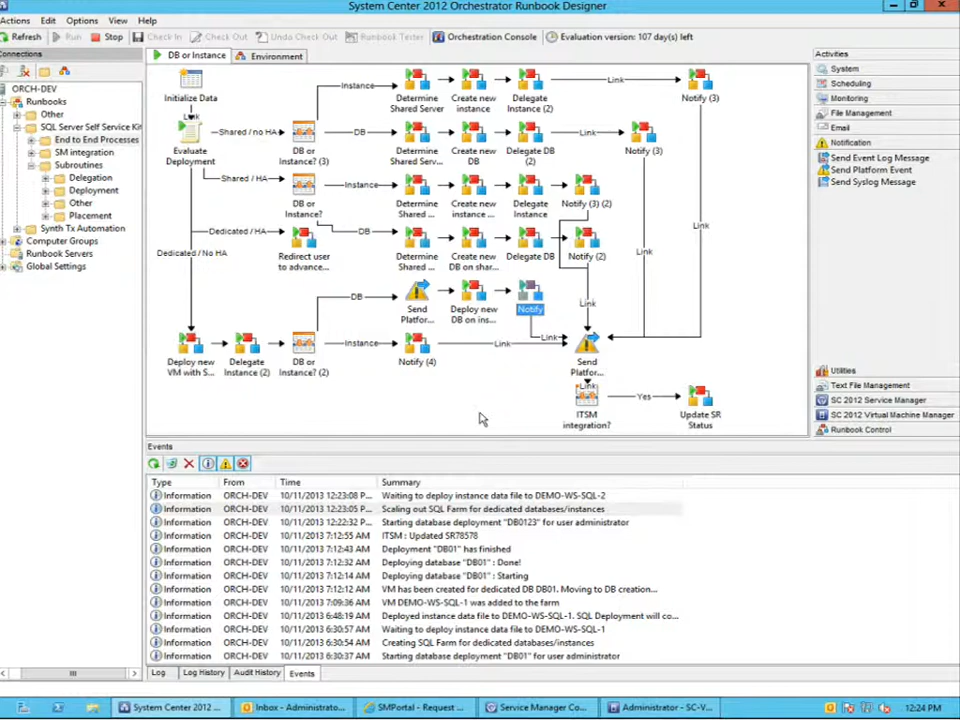 System Center 2012 Orchestrator Runbook Designer
Actions Edit Options View Help
Refresh Run Stop Check In Check Out Undo Check Out Runbook Tester Orchestration Console Evaluation version: 107 day(s) left
Connections
ORCH-DEV
Runbooks
Other
SQL Server Self Service Kit
End to End Processes
SM integration
Subroutines
Delegation
Deployment
Other
Placement
Synth Tx Automation
Computer Groups
Runbook Servers
Global Settings
DB or Instance Environment
Initialize Data
Link
Evaluate Deployment
Instance
Determine Shared Server
Create new instance
Delegate Instance (2)
Link
Notify (3)
Shared / no HA
DB or Instance? (3)
DB
Determine Shared Serv...
Create new DB
Delegate DB (2)
Link
Notify (3)
Shared / HA
DB or Instance?
Instance
Determine Shared ...
Create new instance ...
Delegate Instance
Notify (3) (2)
Dedicated / HA
Redirect user to advance...
DB
Determine Shared ...
Create new DB on shar...
Delegate DB
Notify (2)
Link
Link
Dedicated / No HA
DB
Send Platfor...
Deploy new DB on ins...
Notify
Link
Link
Deploy new VM with S...
Delegate Instance (2)
DB or Instance? (2)
Instance
Notify (4)
Link
Send Platfor...
Link
ITSM integration?
Yes
Update SR Status
Activities
System
Scheduling
Monitoring
File Management
Email
Notification
Send Event Log Message
Send Platform Event
Send Syslog Message
Utilities
Text File Management
SC 2012 Service Manager
SC 2012 Virtual Machine Manager
Runbook Control
Events
Type From Time Summary
Information ORCH-DEV 10/11/2013 12:23:08 P... Waiting to deploy instance data file to DEMO-WS-SQL-2
Information ORCH-DEV 10/11/2013 12:23:05 P... Scaling out SQL Farm for dedicated databases/instances
Information ORCH-DEV 10/11/2013 12:22:32 P... Starting database deployment "DB0123" for user administrator
Information ORCH-DEV 10/11/2013 7:12:55 AM ITSM : Updated SR78578
Information ORCH-DEV 10/11/2013 7:12:43 AM Deployment "DB01" has finished
Information ORCH-DEV 10/11/2013 7:12:32 AM Deploying database "DB01" : Done!
Information ORCH-DEV 10/11/2013 7:12:14 AM Deploying database "DB01" : Starting
Information ORCH-DEV 10/11/2013 7:12:12 AM VM has been created for dedicated DB DB01. Moving to DB creation...
Information ORCH-DEV 10/11/2013 7:09:36 AM VM DEMO-WS-SQL-1 was added to the farm
Information ORCH-DEV 10/11/2013 6:48:19 AM Deployed instance data file to DEMO-WS-SQL-1. SQL Deployment will co...
Information ORCH-DEV 10/11/2013 6:30:57 AM Waiting to deploy instance data file to DEMO-WS-SQL-1
Information ORCH-DEV 10/11/2013 6:30:54 AM Creating SQL Farm for dedicated databases/instances
Information ORCH-DEV 10/11/2013 6:30:37 AM Starting database deployment "DB01" for user administrator
Log Log History Audit History Events
System Center 2012 ... Inbox - Administrato... SMPortal - Request ... Service Manager Co... Administrator - SC-V... 12:24 PM